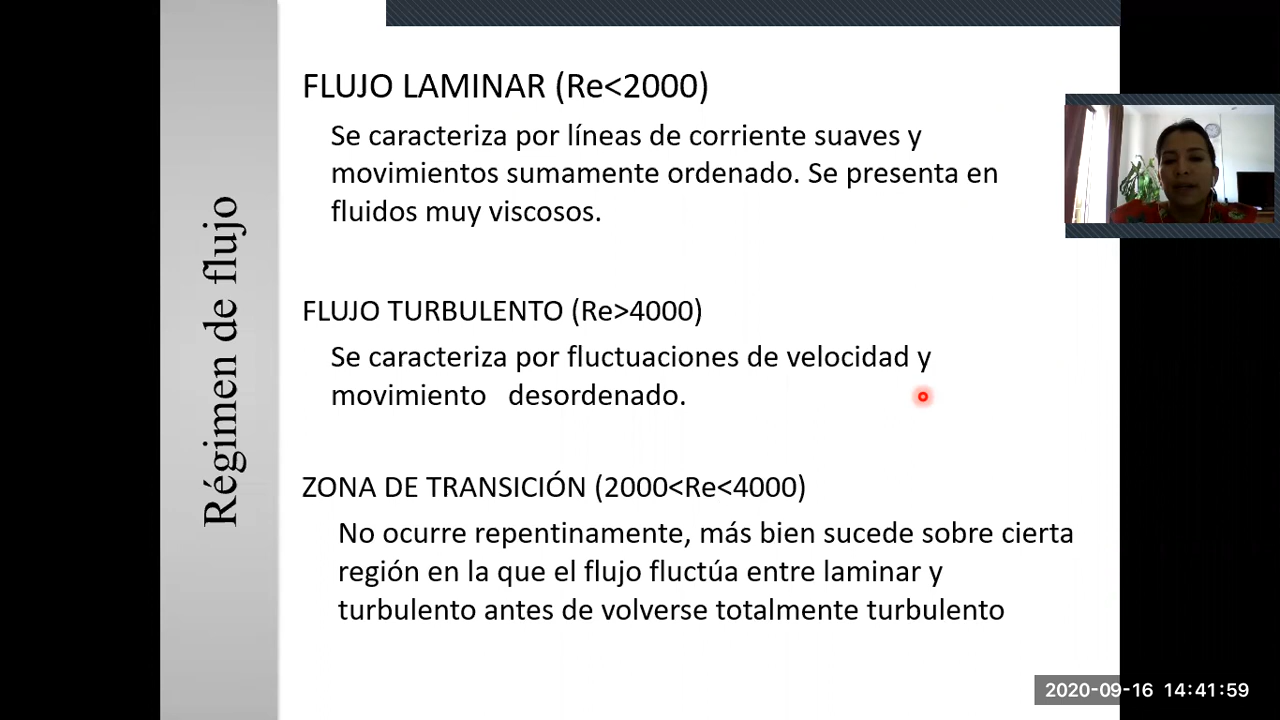 Régimen de flujo
FLUJO LAMINAR (Re<2000)
Se caracteriza por líneas de corriente suaves y
movimientos sumamente ordenado. Se presenta en
fluidos muy viscosos.
FLUJO TURBULENTO (Re>4000)
Se caracteriza por fluctuaciones de velocidad y
movimiento desordenado.
ZONA DE TRANSICIÓN (2000<Re<4000)
No ocurre repentinamente, más bien sucede sobre cierta
región en la que el flujo fluctúa entre laminar y
turbulento antes de volverse totalmente turbulento
2020-09-16 14:41:59